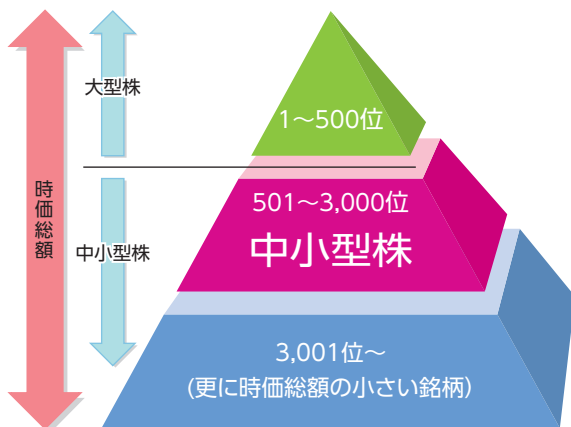 時価総額
大型株
中小型株
1〜500位
501〜3,000位
中小型株
3,001位〜
(更に時価総額の小さい銘柄)